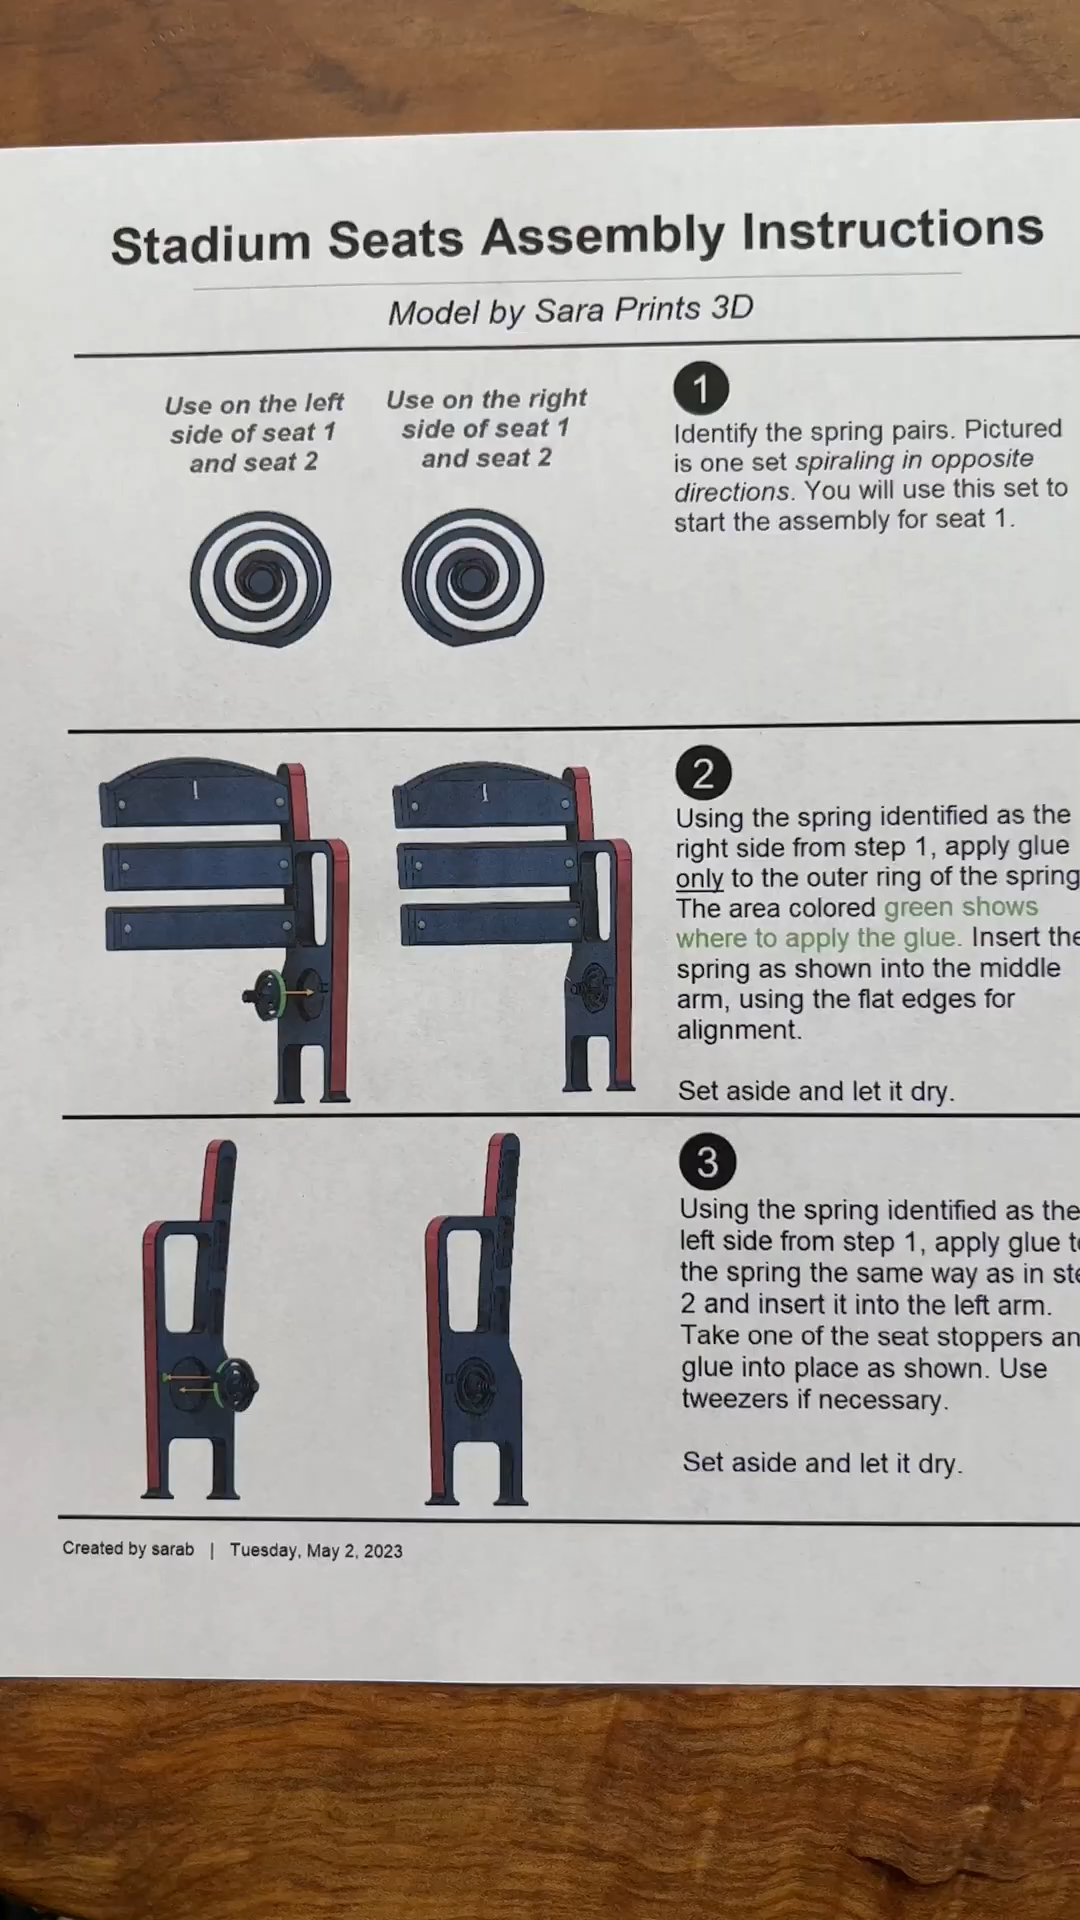 Stadium Seats Assembly Instructions
Model by Sara Prints 3D
Use on the left
side of seat 1
and seat 2
Use on the right
side of seat 1
and seat 2
1
Identify the spring pairs. Pictured
is one set spiraling in opposite
directions. You will use this set to
start the assembly for seat 1.
1
1
2
Using the spring identified as the
right side from step 1, apply glue
only to the outer ring of the spring
The area colored green shows
where to apply the glue. Insert the
spring as shown into the middle
arm, using the flat edges for
alignment.
Set aside and let it dry.
3
Using the spring identified as the
left side from step 1, apply glue
the spring the same way as in
2 and insert it into the left arm.
Take one of the seat stoppers
glue into place as shown. Use
tweezers if necessary.
Set aside and let it dry.
Created by sarab | Tuesday, May 2, 2023